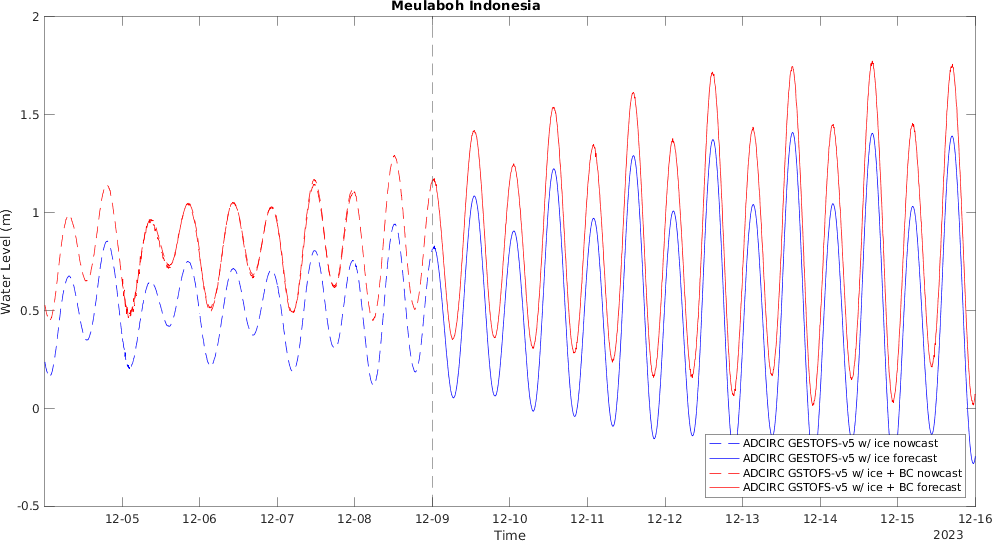 Meulaboh Indonesia
2
1.5
1
0.5
0
-0.5
Water Level (m)
12-05 12-06 12-07 12-08 12-09 12-10 12-11 12-12 12-13 12-14 12-15 12-16
Time
2023
ADCIRC GESTOFS-v5 w/ ice nowcast
ADCIRC GESTOFS-v5 w/ ice forecast
ADCIRC GSTOFS-v5 w/ ice + BC nowcast
ADCIRC GSTOFS-v5 w/ ice + BC forecast